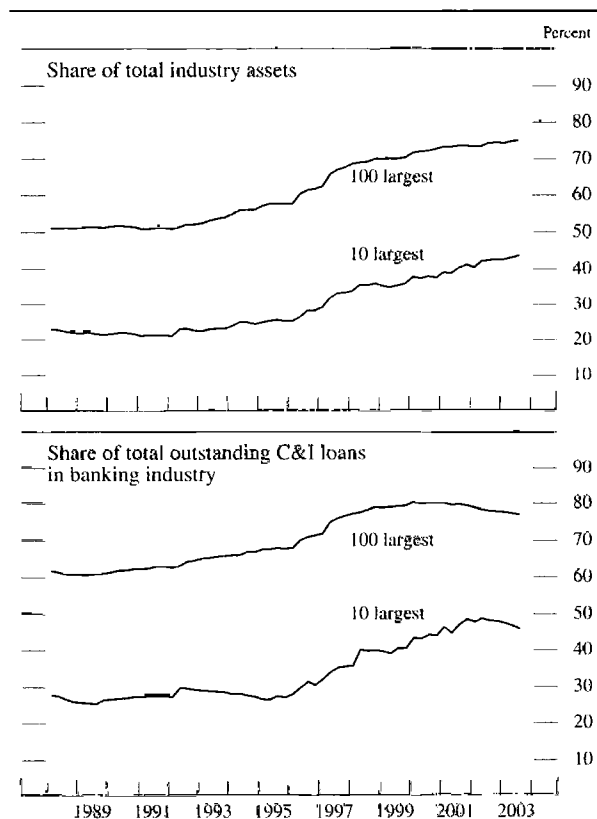 Percent
Share of total industry assets
90
80
100 largest
70
60
50
10 largest
40
30
20
10
Share of total outstanding C&I loans
in banking industry
90
80
100 largest
70
60
10 largest
50
40
30
20
10
1989 1991 1993 1995 1997 1999 2001 2003